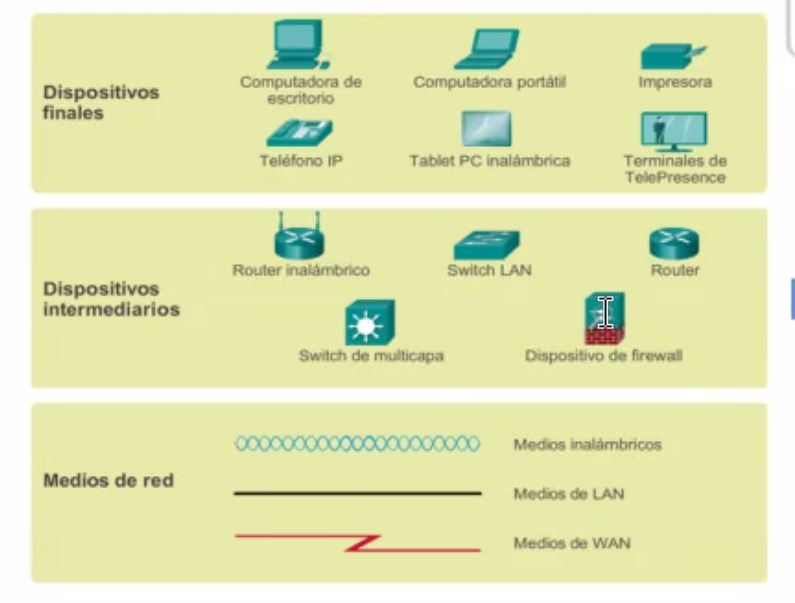 Dispositivos
finales
Computadora de
escritorio
Computadora portátil
Impresora
Teléfono IP
Tablet PC inalámbrica
Terminales de
TelePresence
Dispositivos
intermediarios
Router inalámbrico
Switch LAN
Router
Switch de multicapa
Dispositivo de firewall
Medios de red
Medios inalámbricos
Medios de LAN
Medios de WAN